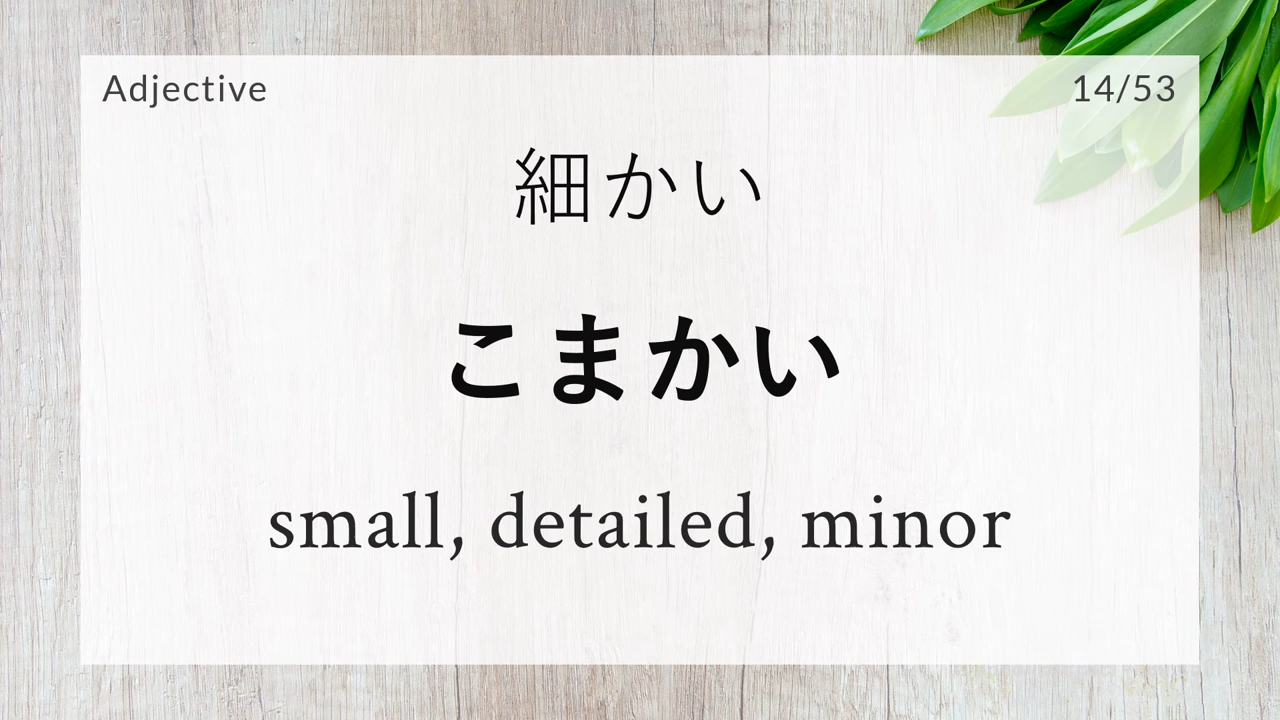 Adjective
14/53
細かい
こまかい
small, detailed, minor